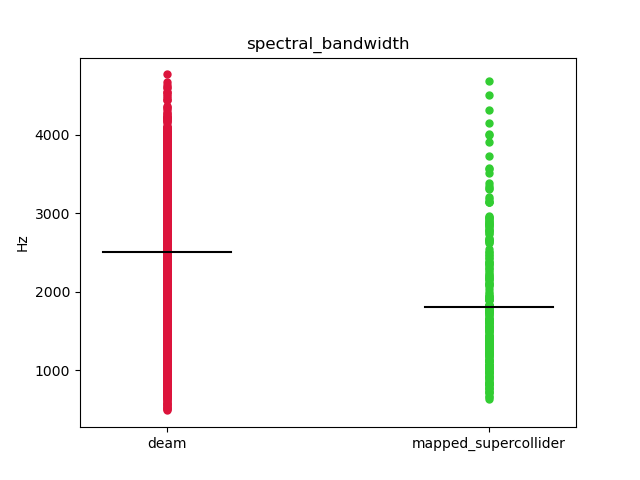 spectral_bandwidth
Hz
4000
3000
2000
1000
deam
mapped_supercollider